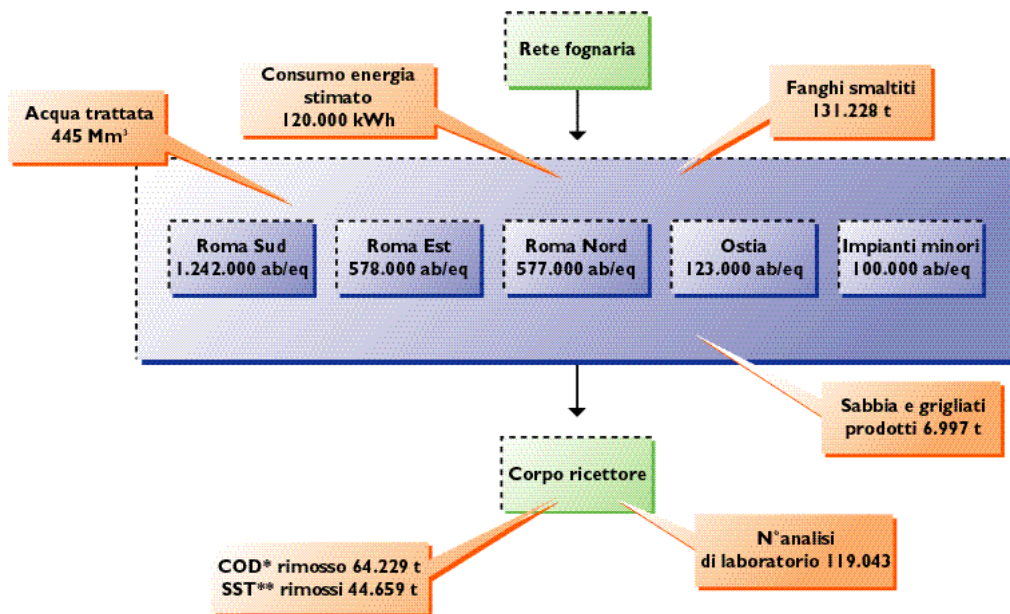 Rete fognaria
Consumo energia
stimato
120.000 kWh
Fanghi smaltiti
131.228 t
Acqua trattata
445 Mm³
Roma Sud
1.242.000 ab/eq
Roma Est
578.000 ab/eq
Roma Nord
577.000 ab/eq
Ostia
123.000 ab/eq
Impianti minori
100.000 ab/eq
Sabbia e grigliati
prodotti 6.997 t
Corpo ricettore
N°analisi
di laboratorio 119.043
COD* rimosso 64.229 t
SST** rimossi 44.659 t